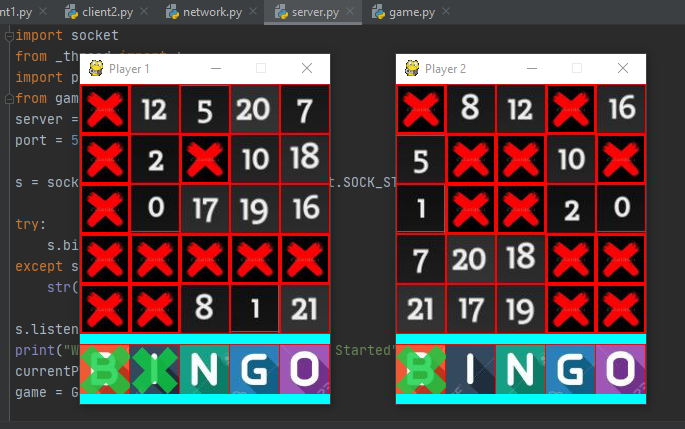 nt1.py client2.py network.py server.py game.py
import socket
from _thread import
import p
from gam
server =
port = 5
s = sock
t.SOCK_ST
try:
s.bi
except s
str(
s.listen
print("W
Started"
currentP
game = G
Player 1
12 5 20 7
2 10 18
0 17 19 16
8 1 21
B I N G O
Player 2
8 12 16
5 10
1 2 0
7 20 18
21 17 19
B I N G O